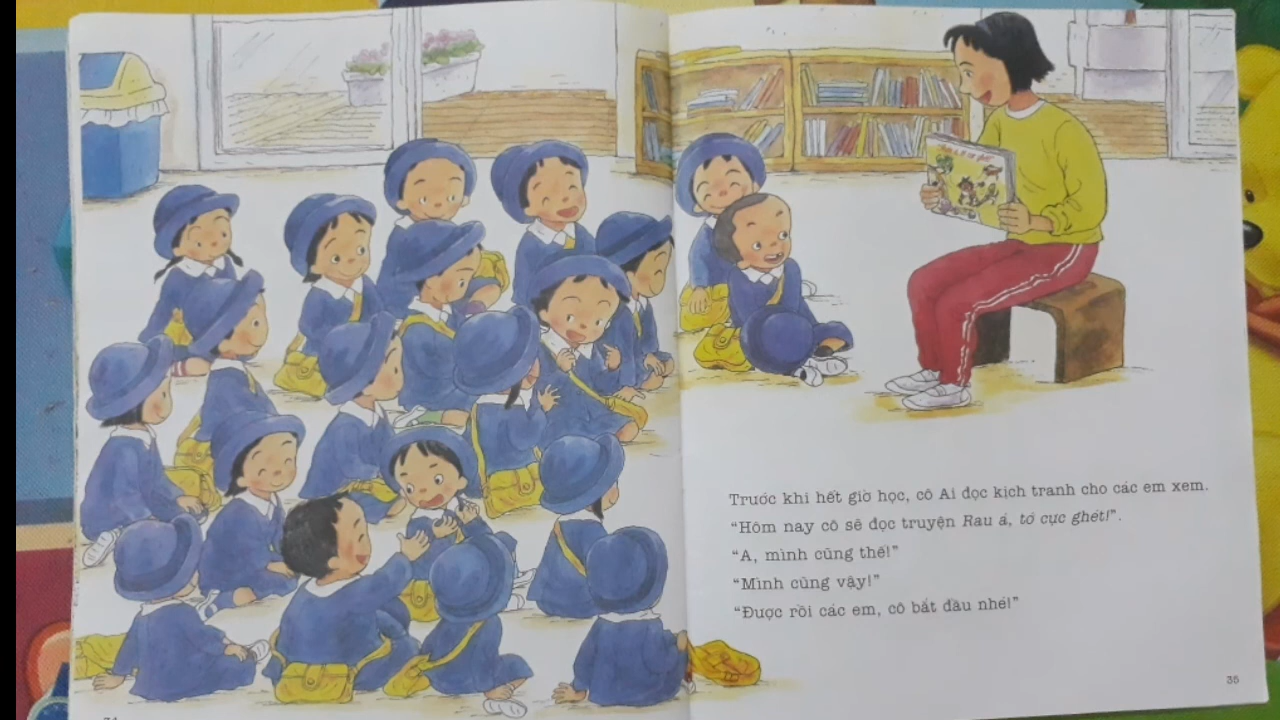 Trước khi hết giờ học, cô Ai đọc kịch tranh cho các em xem.
“Hôm nay cô sẽ đọc truyện Rau á, tớ cực ghét!”.
“A, mình cũng thế!”
“Mình cũng vậy!”
“Được rồi các em, cô bắt đầu nhé!”
35